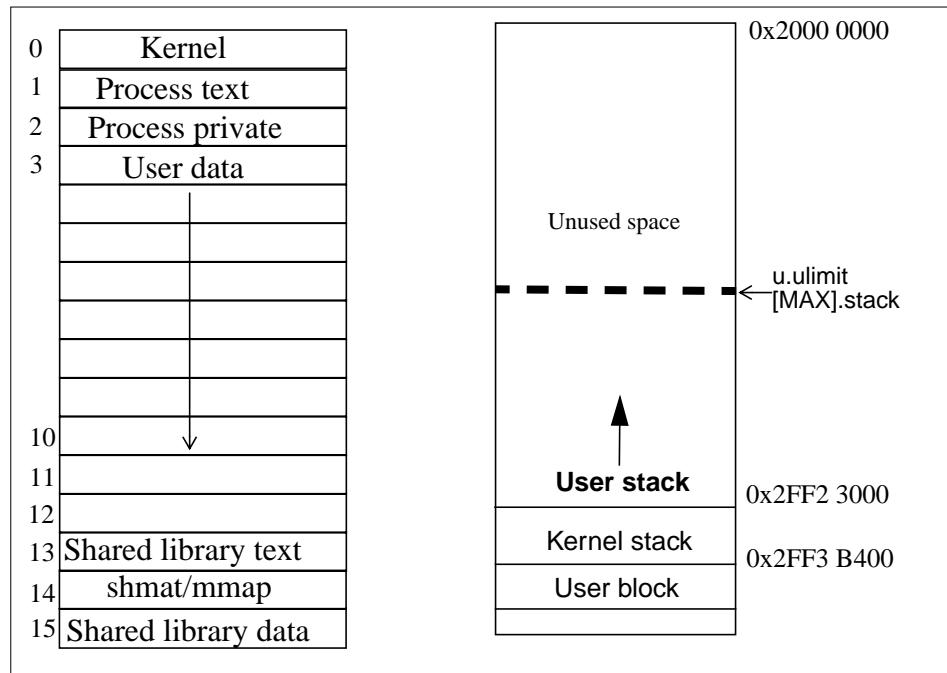 0 Kernel
1 Process text
2 Process private
3 User data
10
11
12
13 Shared library text
14 shmat/mmap
15 Shared library data
0x2000 0000
Unused space
u.ulimit
[MAX].stack
User stack
0x2FF2 3000
Kernel stack
0x2FF3 B400
User block